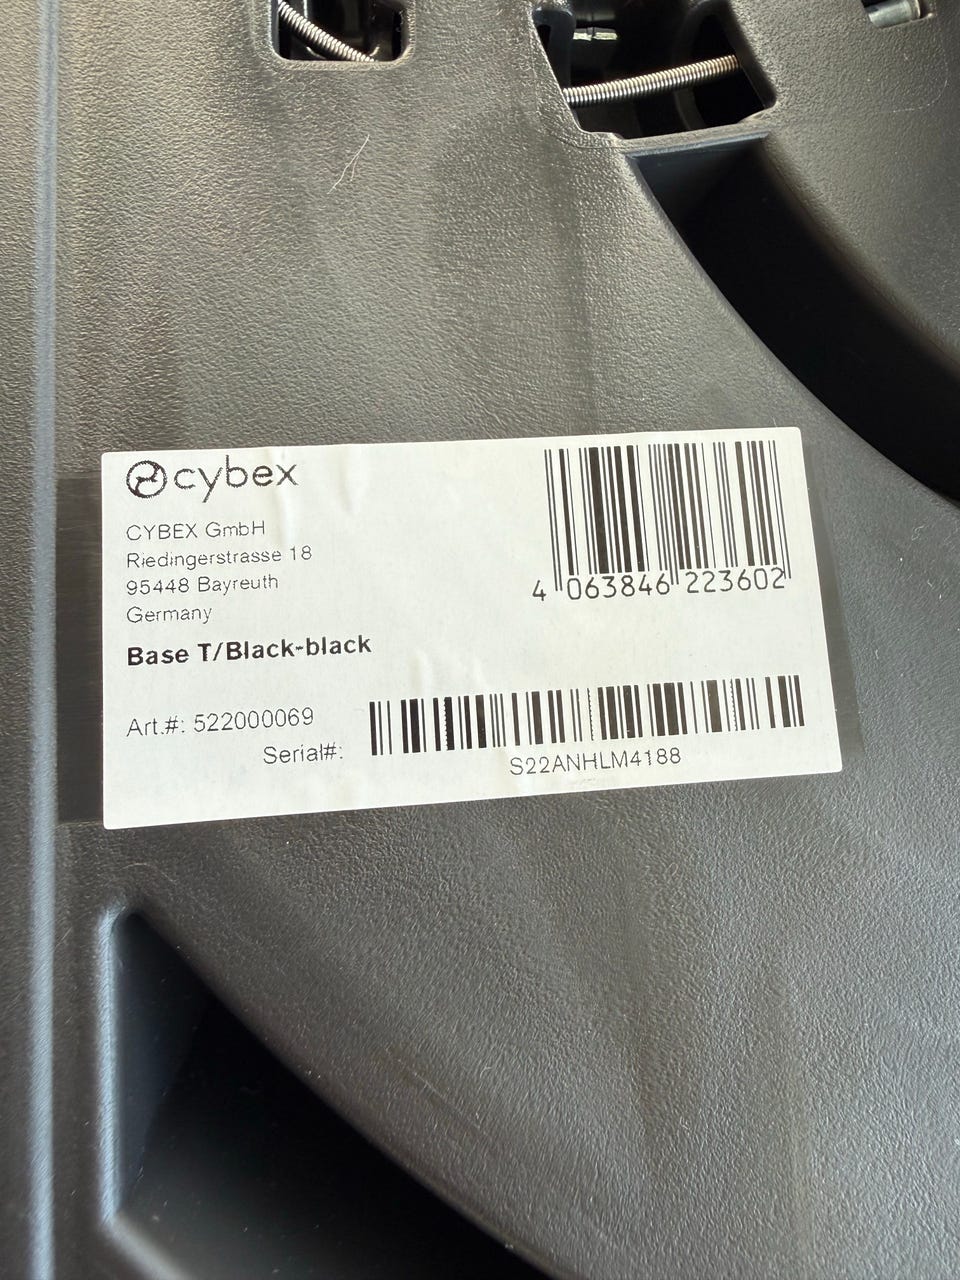 cybex
CYBEX GmbH
Riedingerstrasse 18
95448 Bayreuth
Germany
4 063846 223602
Base T/Black-black
Art.#: 522000069
Serial#:
S22ANHLM4188